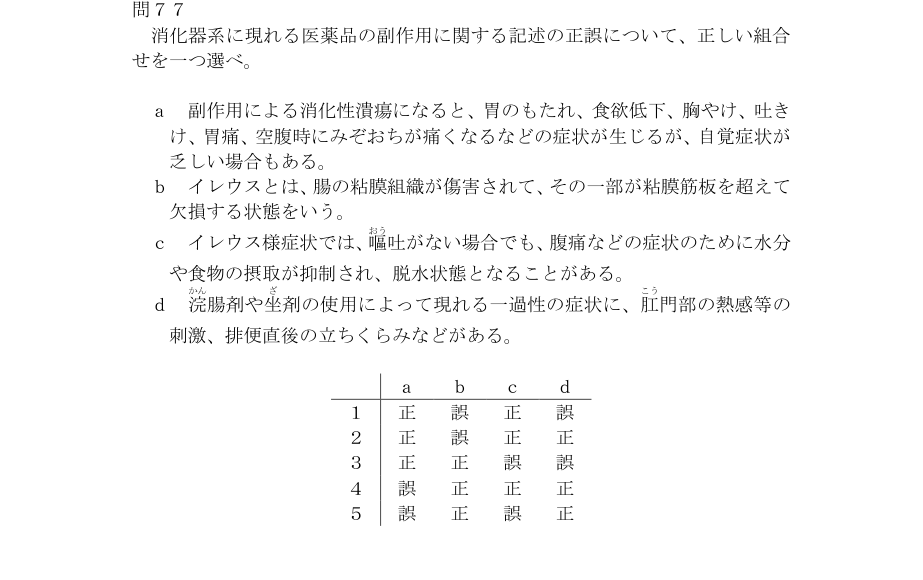 問７７
消化器系に現れる医薬品の副作用に関する記述の正誤について、正しい組合
せを一つ選べ。
ａ　副作用による消化性潰瘍になると、胃のもたれ、食欲低下、胸やけ、吐き
け、胃痛、空腹時にみぞおちが痛くなるなどの症状が生じるが、自覚症状が
乏しい場合もある。
ｂ　イレウスとは、腸の粘膜組織が傷害されて、その一部が粘膜筋板を超えて
欠損する状態をいう。
おう
ｃ　イレウス様症状では、嘔吐がない場合でも、腹痛などの症状のために水分
や食物の摂取が抑制され、脱水状態となることがある。
かん　ざ　こう
ｄ　浣腸剤や坐剤の使用によって現れる一過性の症状に、肛門部の熱感等の
刺激、排便直後の立ちくらみなどがある。
ａ　ｂ　ｃ　ｄ
１　正　誤　正　誤
２　正　誤　正　正
３　正　正　誤　誤
４　誤　正　正　正
５　誤　正　誤　正